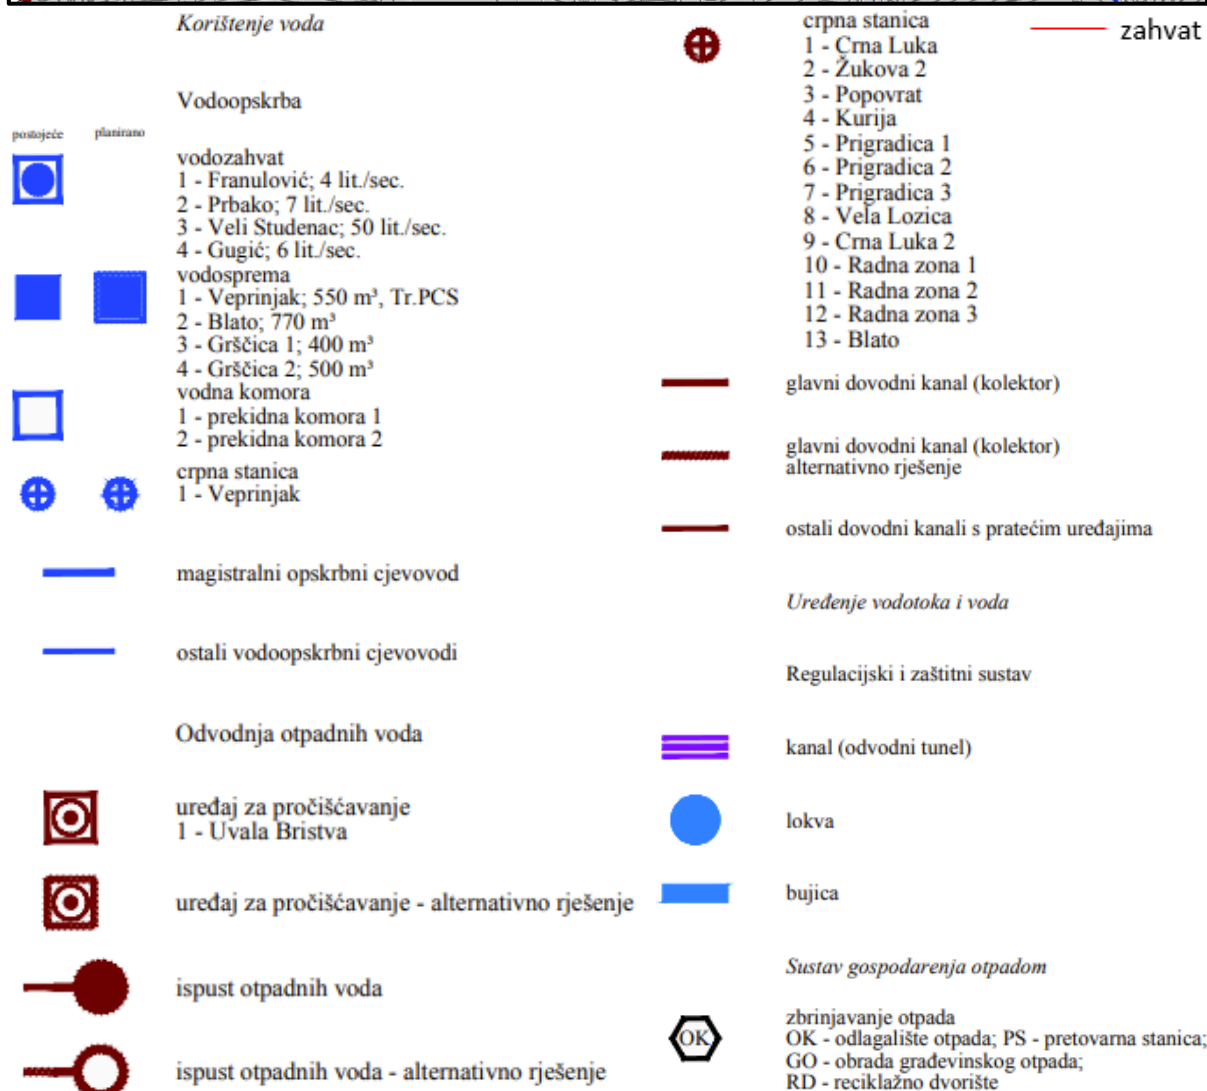 Korištenje voda
Vodoopskrba
postojeće planirano
vodozahvat
1 - Franulović; 4 lit./sec.
2 - Prbako; 7 lit./sec.
3 - Veli Studenac; 50 lit./sec.
4 - Gugić; 6 lit./sec.
vodosprema
1 - Veprinjak; 550 m³, Tr.PCS
2 - Blato; 770 m³
3 - Grščica 1; 400 m³
4 - Grščica 2; 500 m³
vodna komora
1 - prekidna komora 1
2 - prekidna komora 2
crpna stanica
1 - Veprinjak
magistralni opskrbni cjevovod
ostali vodoopskrbni cjevovodi
Odvodnja otpadnih voda
uređaj za pročišćavanje
1 - Uvala Bristva
uređaj za pročišćavanje - alternativno rješenje
ispust otpadnih voda
ispust otpadnih voda - alternativno rješenje
crpna stanica
1 - Crna Luka
2 - Žukova 2
3 - Popovrat
4 - Kurija
5 - Prigradica 1
6 - Prigradica 2
7 - Prigradica 3
8 - Vela Lozica
9 - Crna Luka 2
10 - Radna zona 1
11 - Radna zona 2
12 - Radna zona 3
13 - Blato
zahvat
glavni dovodni kanal (kolektor)
glavni dovodni kanal (kolektor)
alternativno rješenje
ostali dovodni kanali s pratećim uređajima
Uređenje vodotoka i voda
Regulacijski i zaštitni sustav
kanal (odvodni tunel)
lokva
bujica
Sustav gospodarenja otpadom
OK
zbrinjavanje otpada
OK - odlagalište otpada; PS - pretovarna stanica;
GO - obrada građevinskog otpada;
RD - reciklažno dvorište